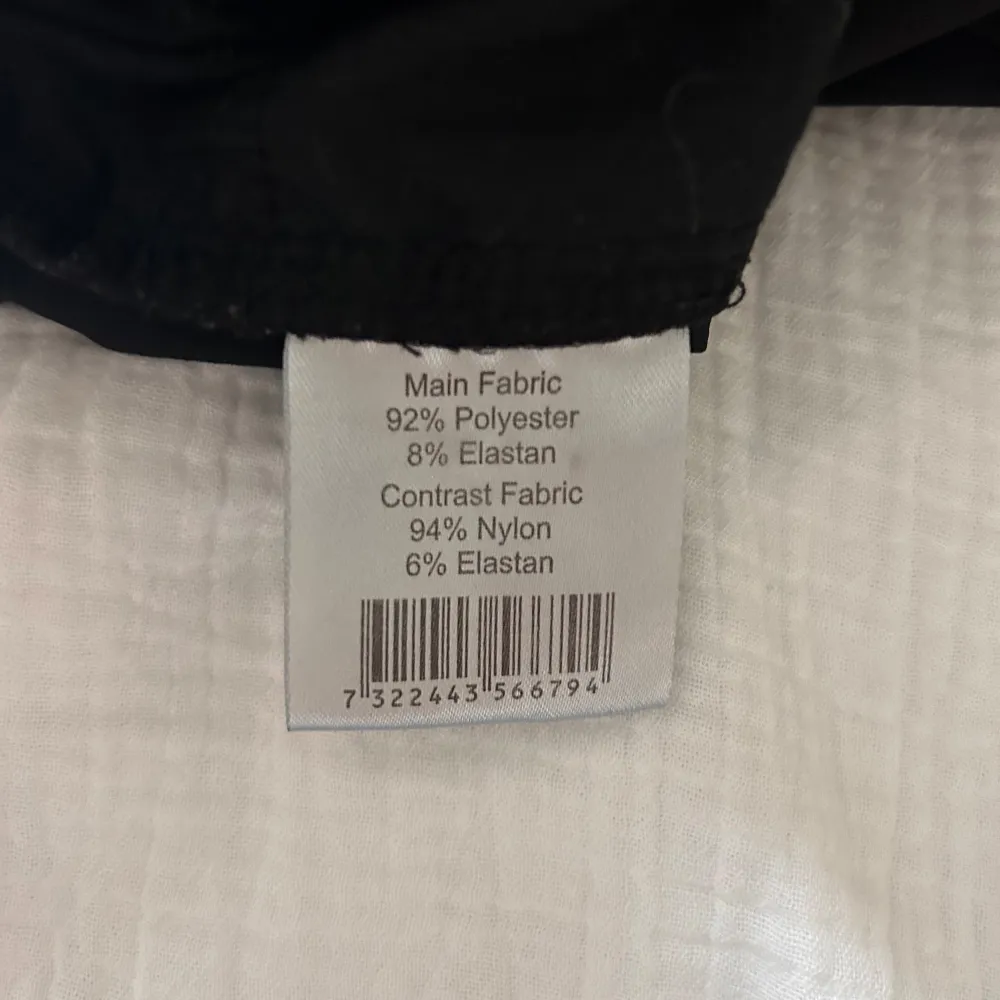 Main Fabric
92% Polyester
8% Elastan
Contrast Fabric
94% Nylon
6% Elastan
7 322443 566794